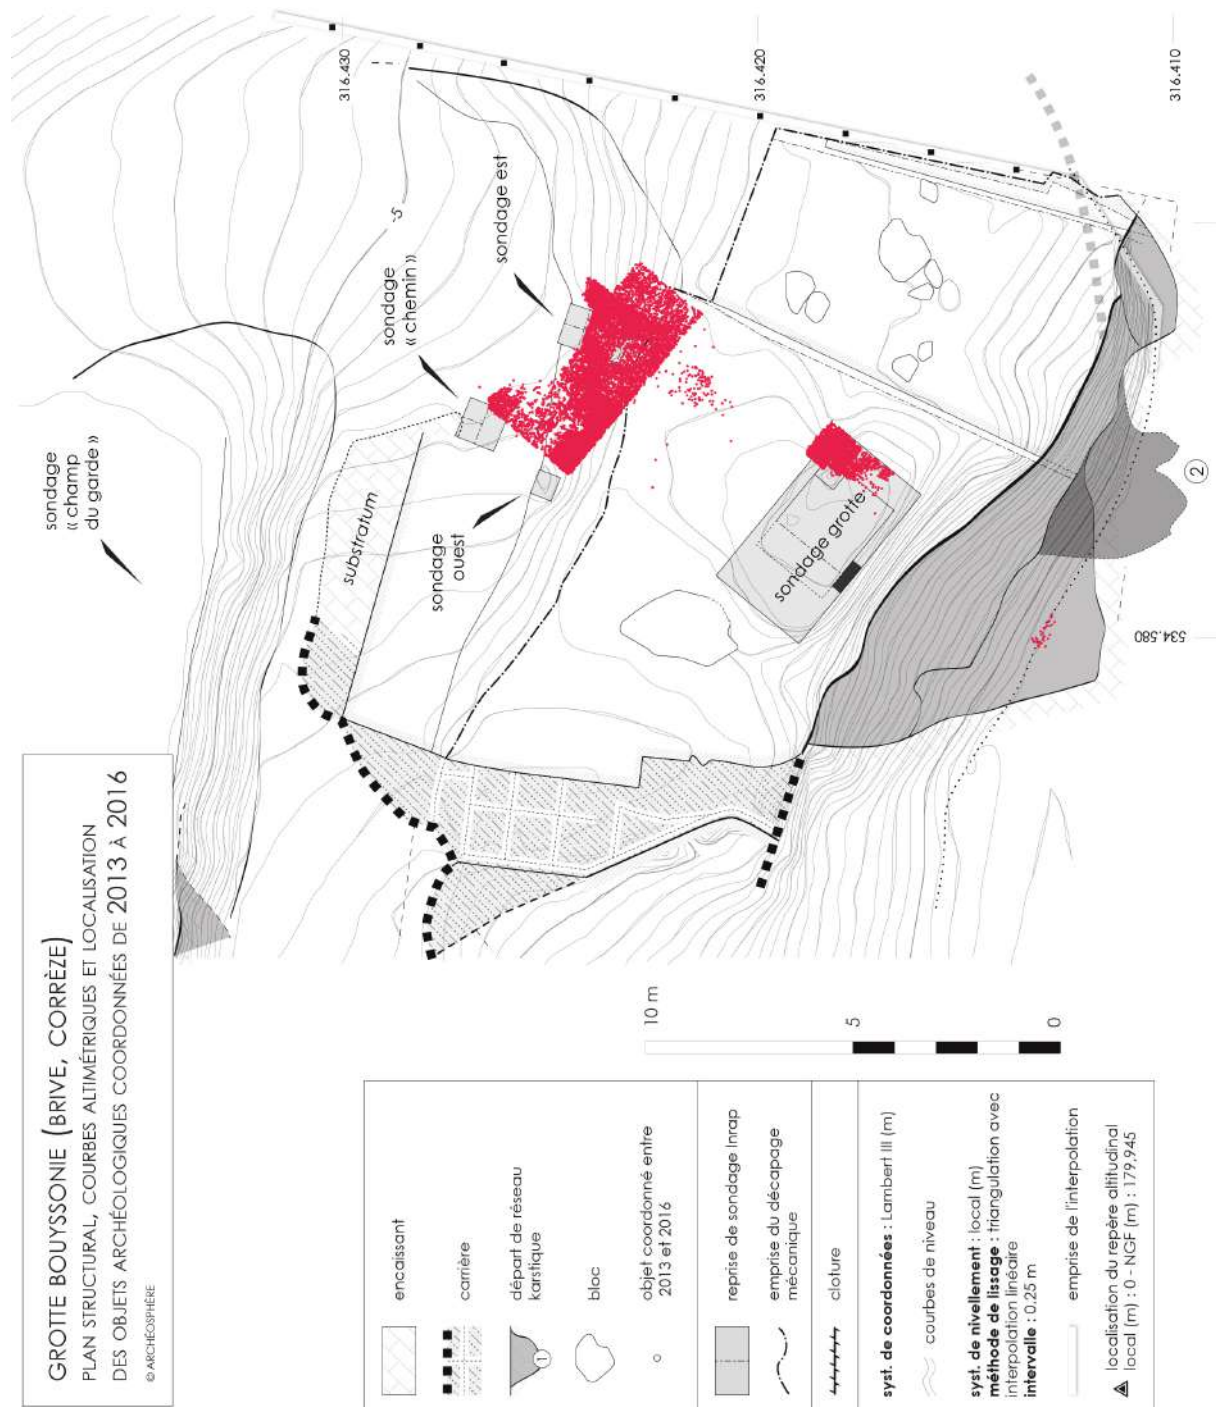 GROTTE BOUYSSONIE (BRIVE, CORRÈZE)
PLAN STRUCTURAL, COURBES ALTIMÉTRIQUES ET LOCALISATION
DES OBJETS ARCHÉOLOGIQUES COORDONNÉES DE 2013 À 2016
© ARCHÉOSPHÈRE
sondage
« champ
du garde »
substratum
sondage
ouest
sondage
« chemin »
sondage est
-5
316.430
316.420
316.410
sondage grotte
534.580
2
10 m
5
0
encaissant
carrière
départ de réseau
karstique
1
bloc
objet coordonné entre
2013 et 2016
reprise de sondage Inrap
emprise du décapage
mécanique
cloture
syst. de coordonnées : Lambert III (m)
courbes de niveau
syst. de nivellement : local (m)
méthode de lissage : triangulation avec
interpolation linéaire
intervalle : 0.25 m
emprise de l'interpolation
localisation du repère altitudinal
local (m) : 0 - NGF (m) : 179,945